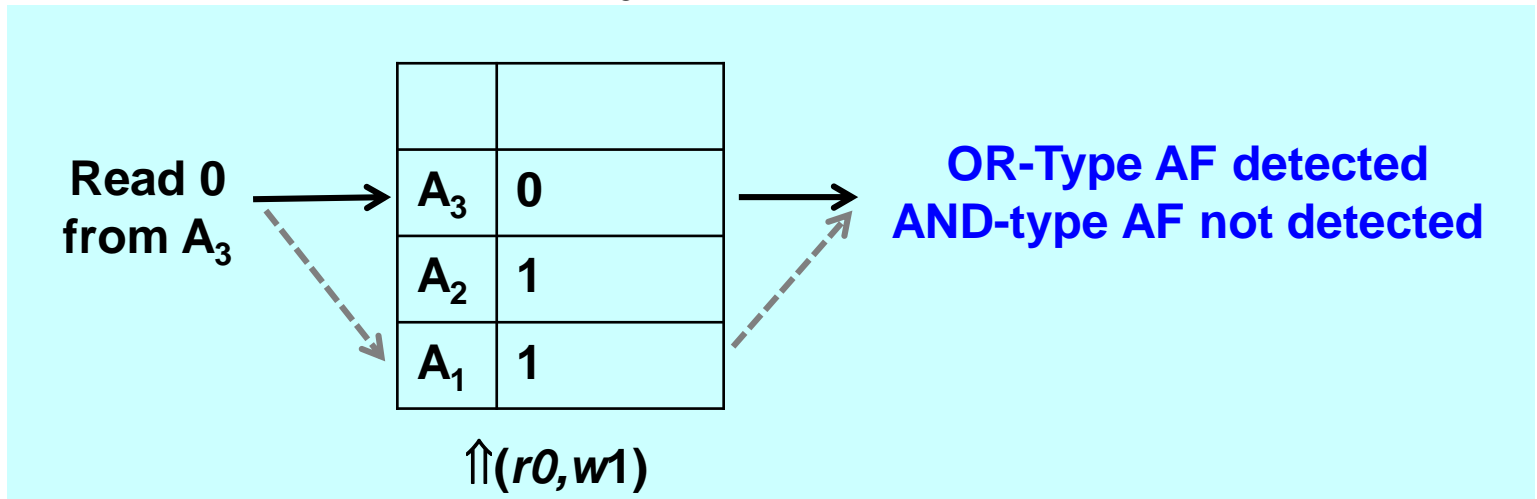 Read 0
from A₃
A₃ 0
A₂ 1
A₁ 1
⇑(r0,w1)
OR-Type AF detected
AND-type AF not detected